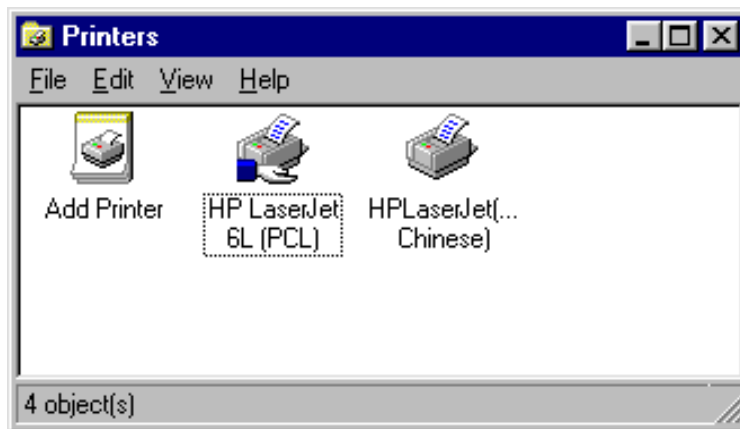 Printers
File Edit View Help
Add Printer
HP LaserJet
6L (PCL)
HPLaserJet(...
Chinese)
4 object(s)